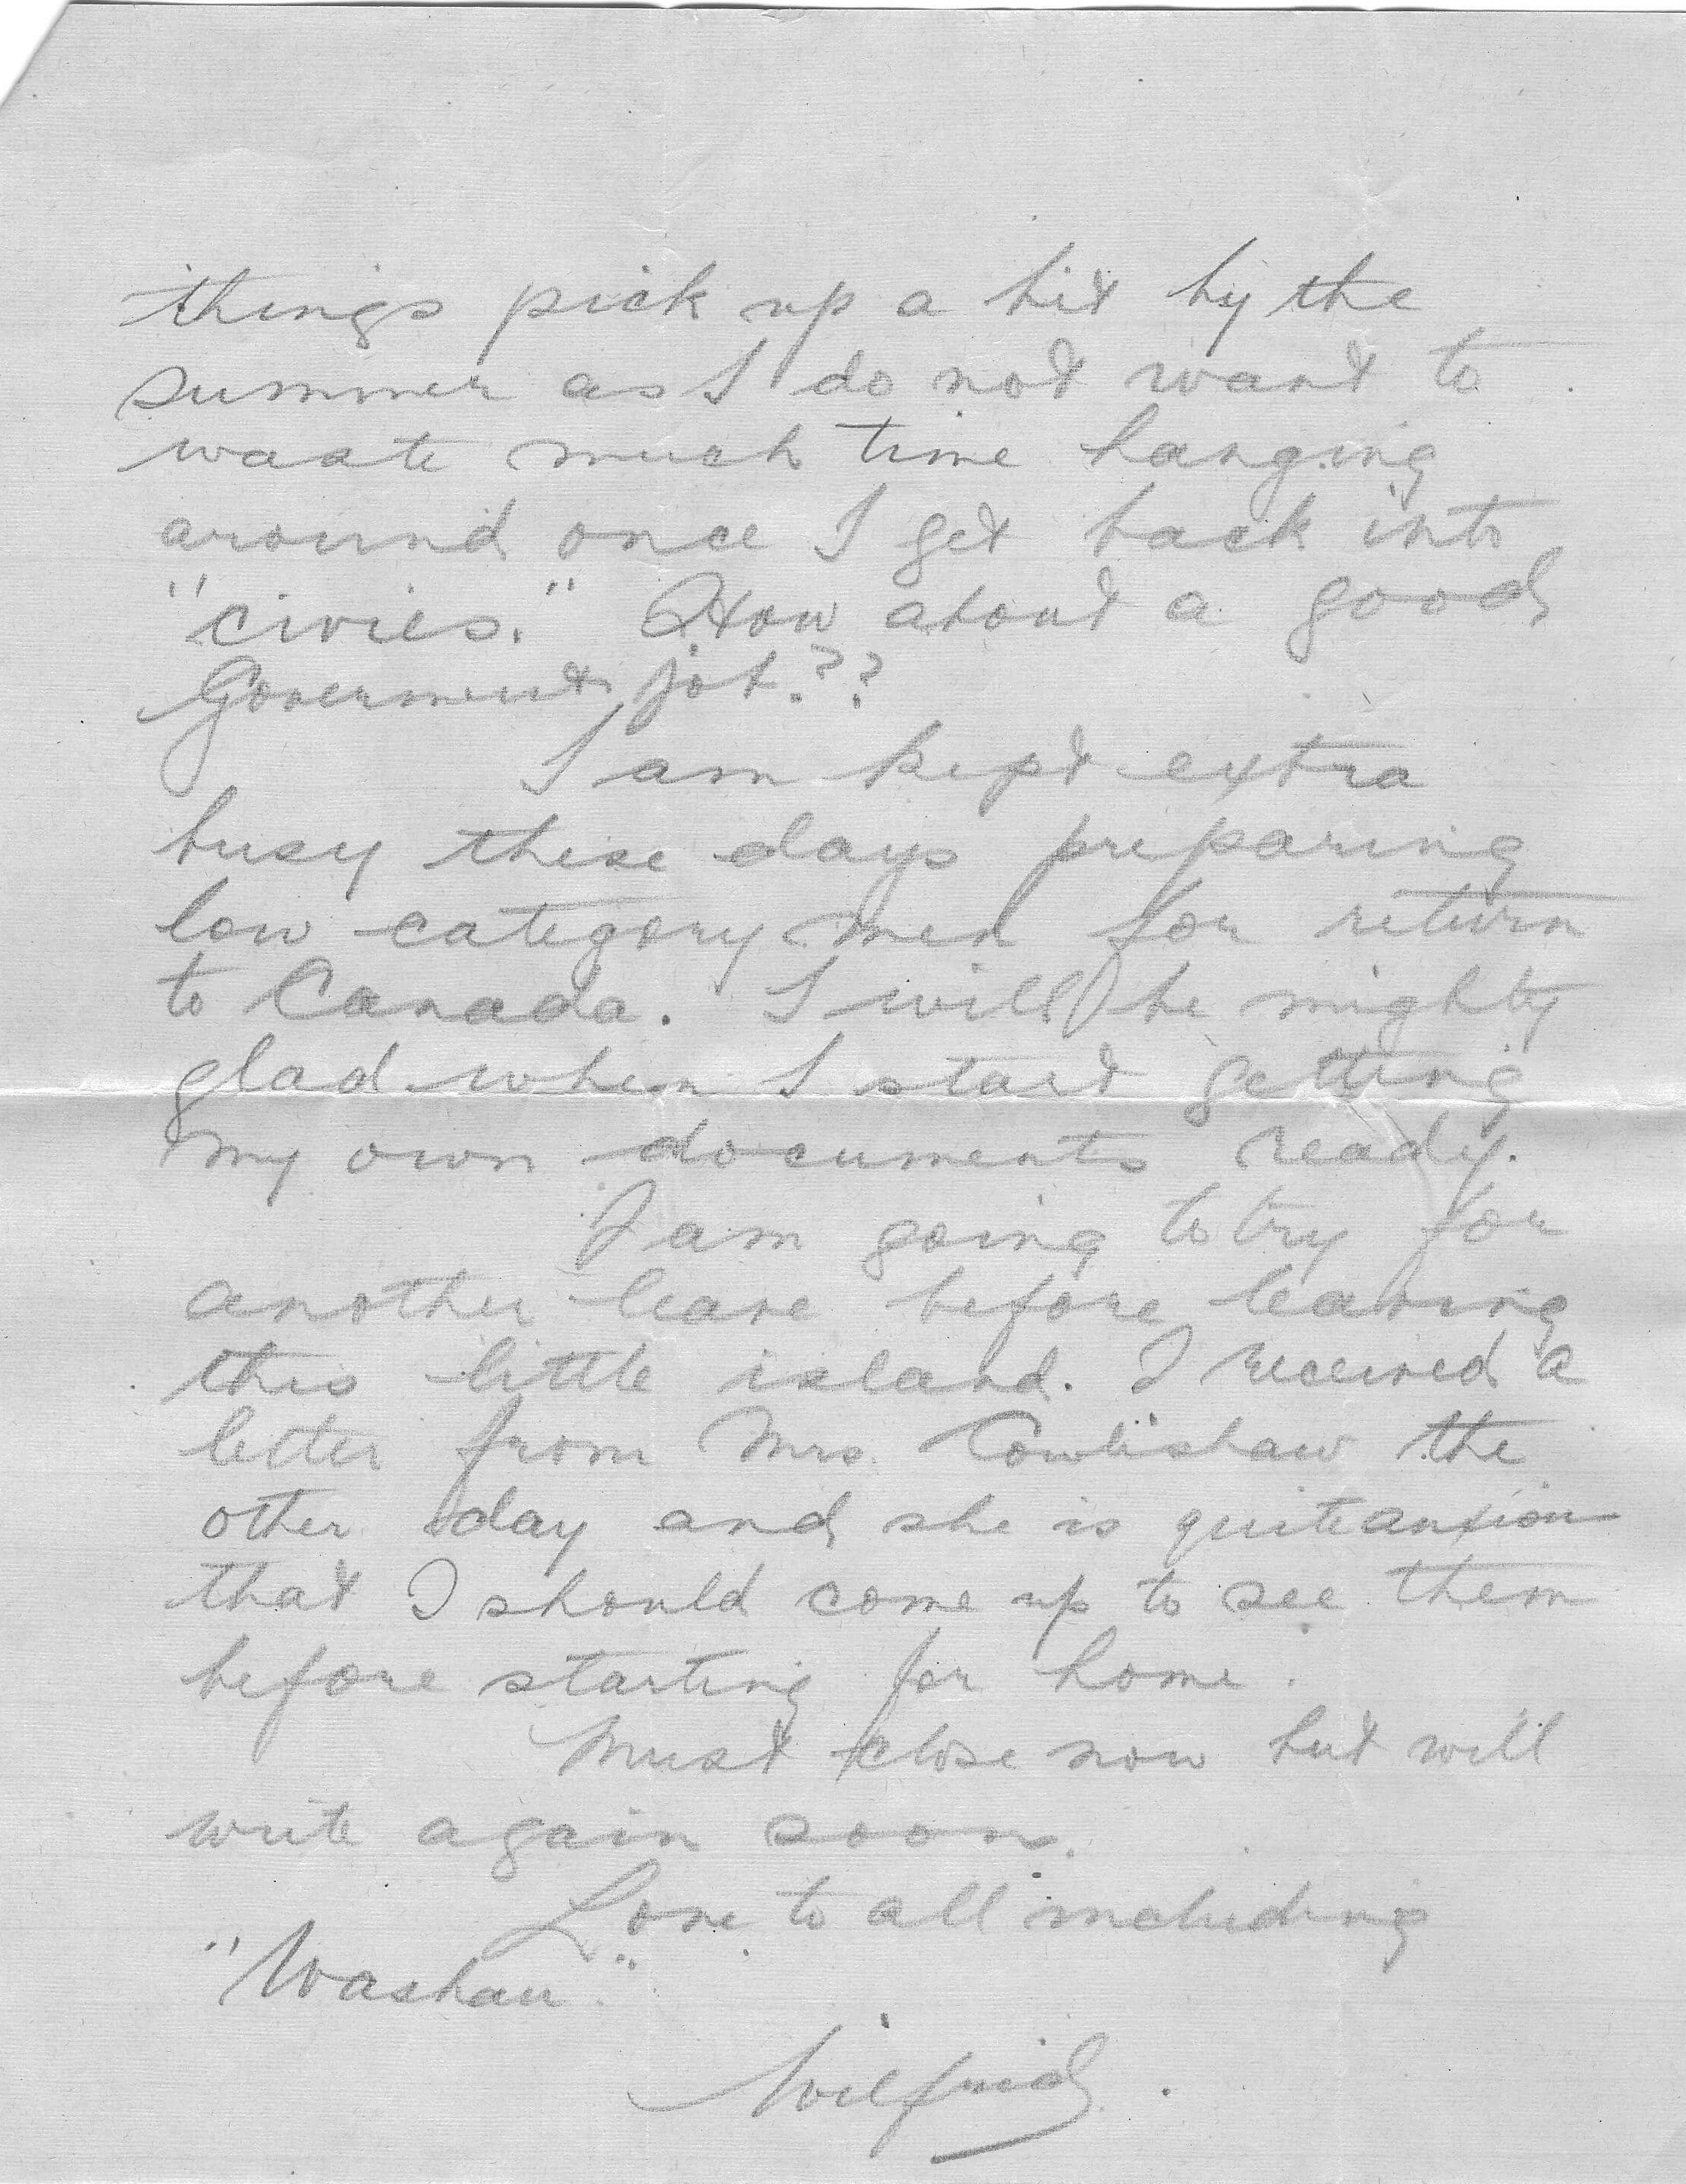 things pick up a bit by the
summer as I do not want to
waste much time hanging
around once I get back into
"civies." How about a good
Government job.??
I am kept extra
busy these days preparing
low category men for return
to Canada. I will be mighty
glad when I start getting
my own documents ready.
I am going to try for
another leave before leaving
this little island. I received a
letter from Mrs. Cowlishaw the
other day and she is quite anxious
that I should come up to see them
before starting for home.
Must close now but will
write again soon.
Love to all including
"Washau".
Wilfrid.